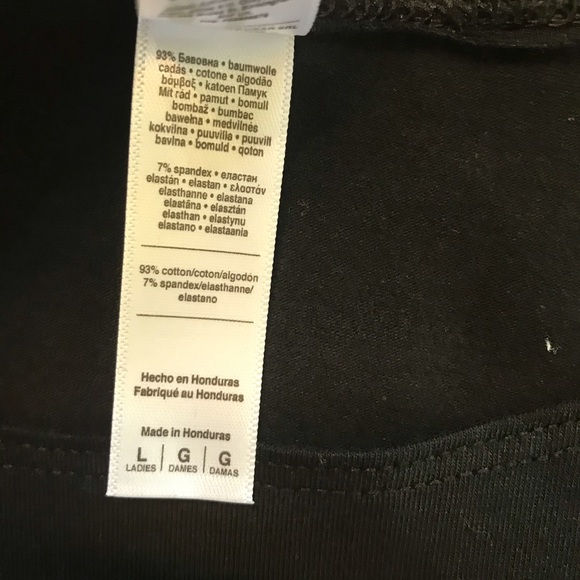 93% Бавовна • baumwolle
cadás • cotone • algodão
βάμβαξ • katoen Памук
Mit rád • pamut • bomull
bombaž • bumbac
bawełna • medvilnės
kokvilna • puuvilla • puuvill
bavlna • bomuld • qoton
7% spandex • еластан
elastán • elastan • ελαστάν
elasthanne • elastana
elastāna • elasztán
elasthan • elastynu
elastano • elastaania
93% cotton/coton/algodón
7% spandex/elasthanne/
elastano
Hecho en Honduras
Fabriqué au Honduras
Made in Honduras
L G G
LADIES DAMES DAMAS